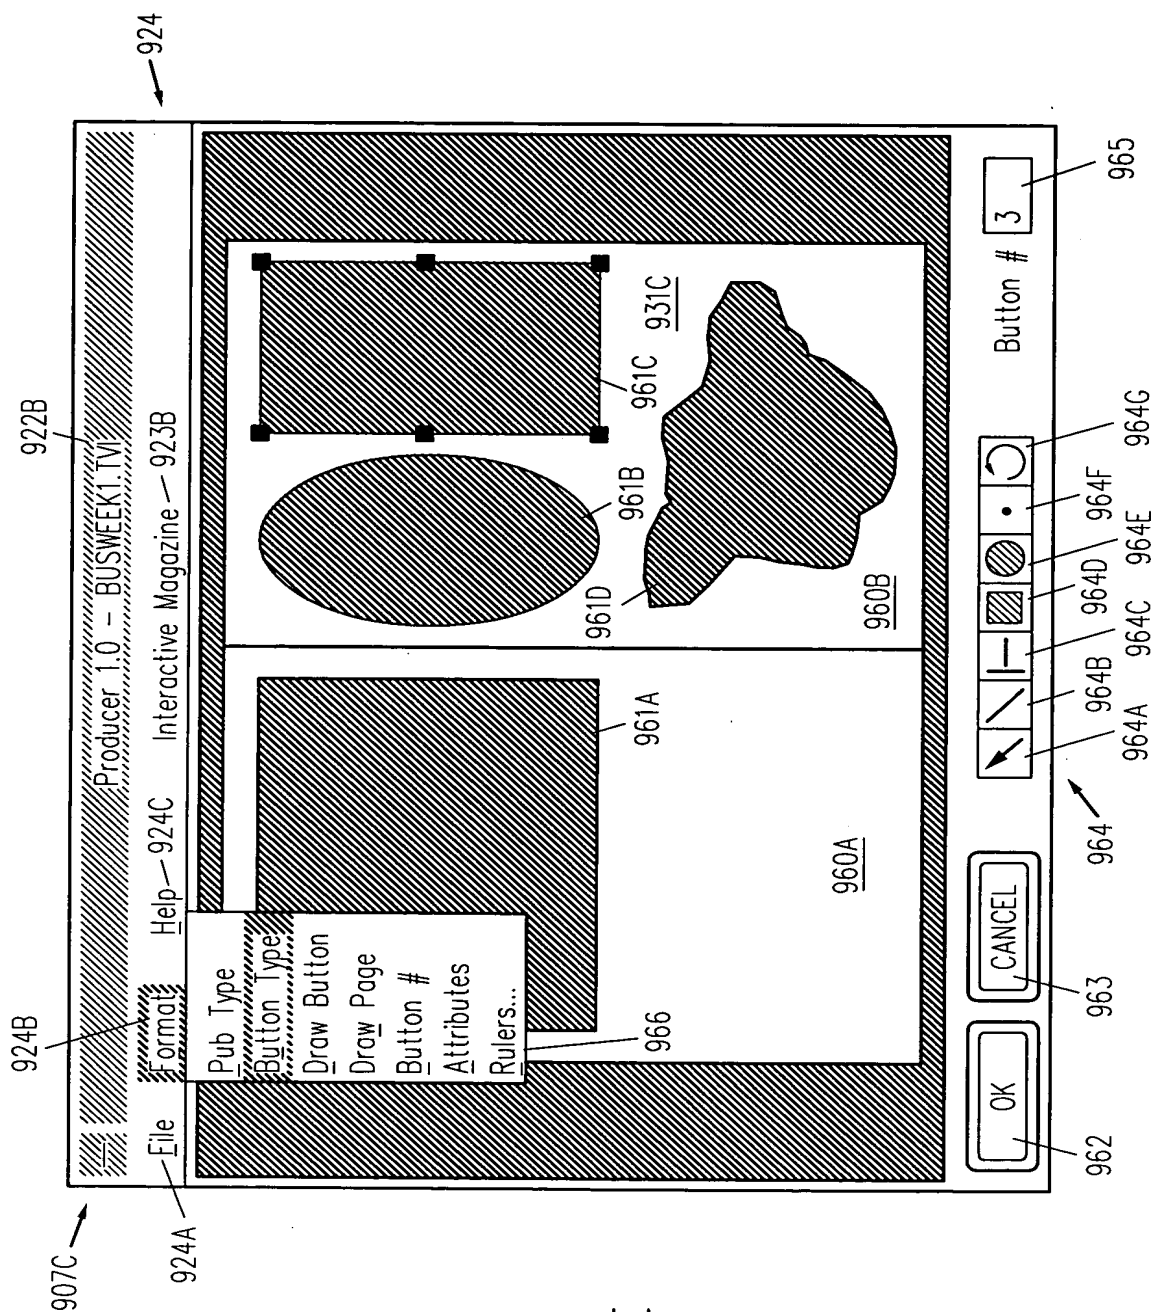 907C
924
922B
Producer 1.0 - BUSWEEK1.TVI
924B
File Format Help 924C Interactive Magazine 923B
924A
Pub Type
Button Type
Draw Button
Draw Page
Button #
Attributes
Rulers...
966
961A
961B
961C
931C
961D
960A
960B
OK
CANCEL
Button # 3
962
963
964
964A
964B
964C
964D
964E
964F
964G
965